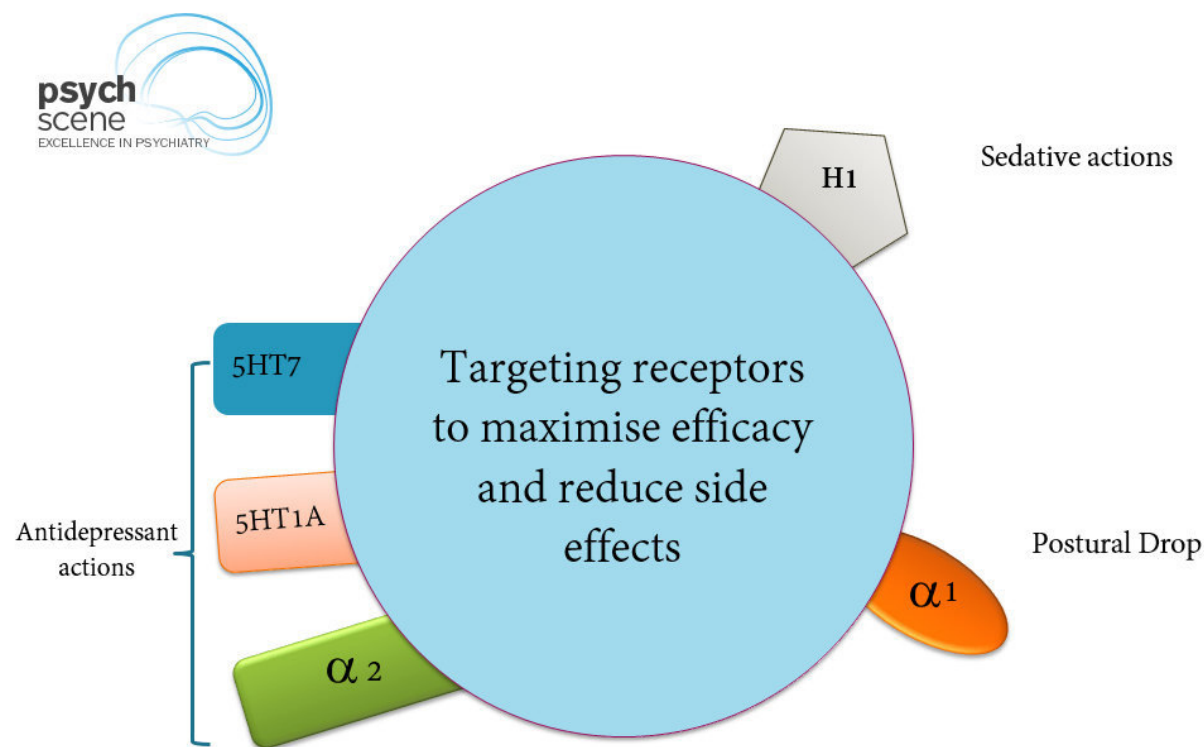 psych
scene
EXCELLENCE IN PSYCHIATRY
H1
Sedative actions
5HT7
5HT1A
α 2
Antidepressant
actions
Targeting receptors
to maximise efficacy
and reduce side
effects
Postural Drop
α1